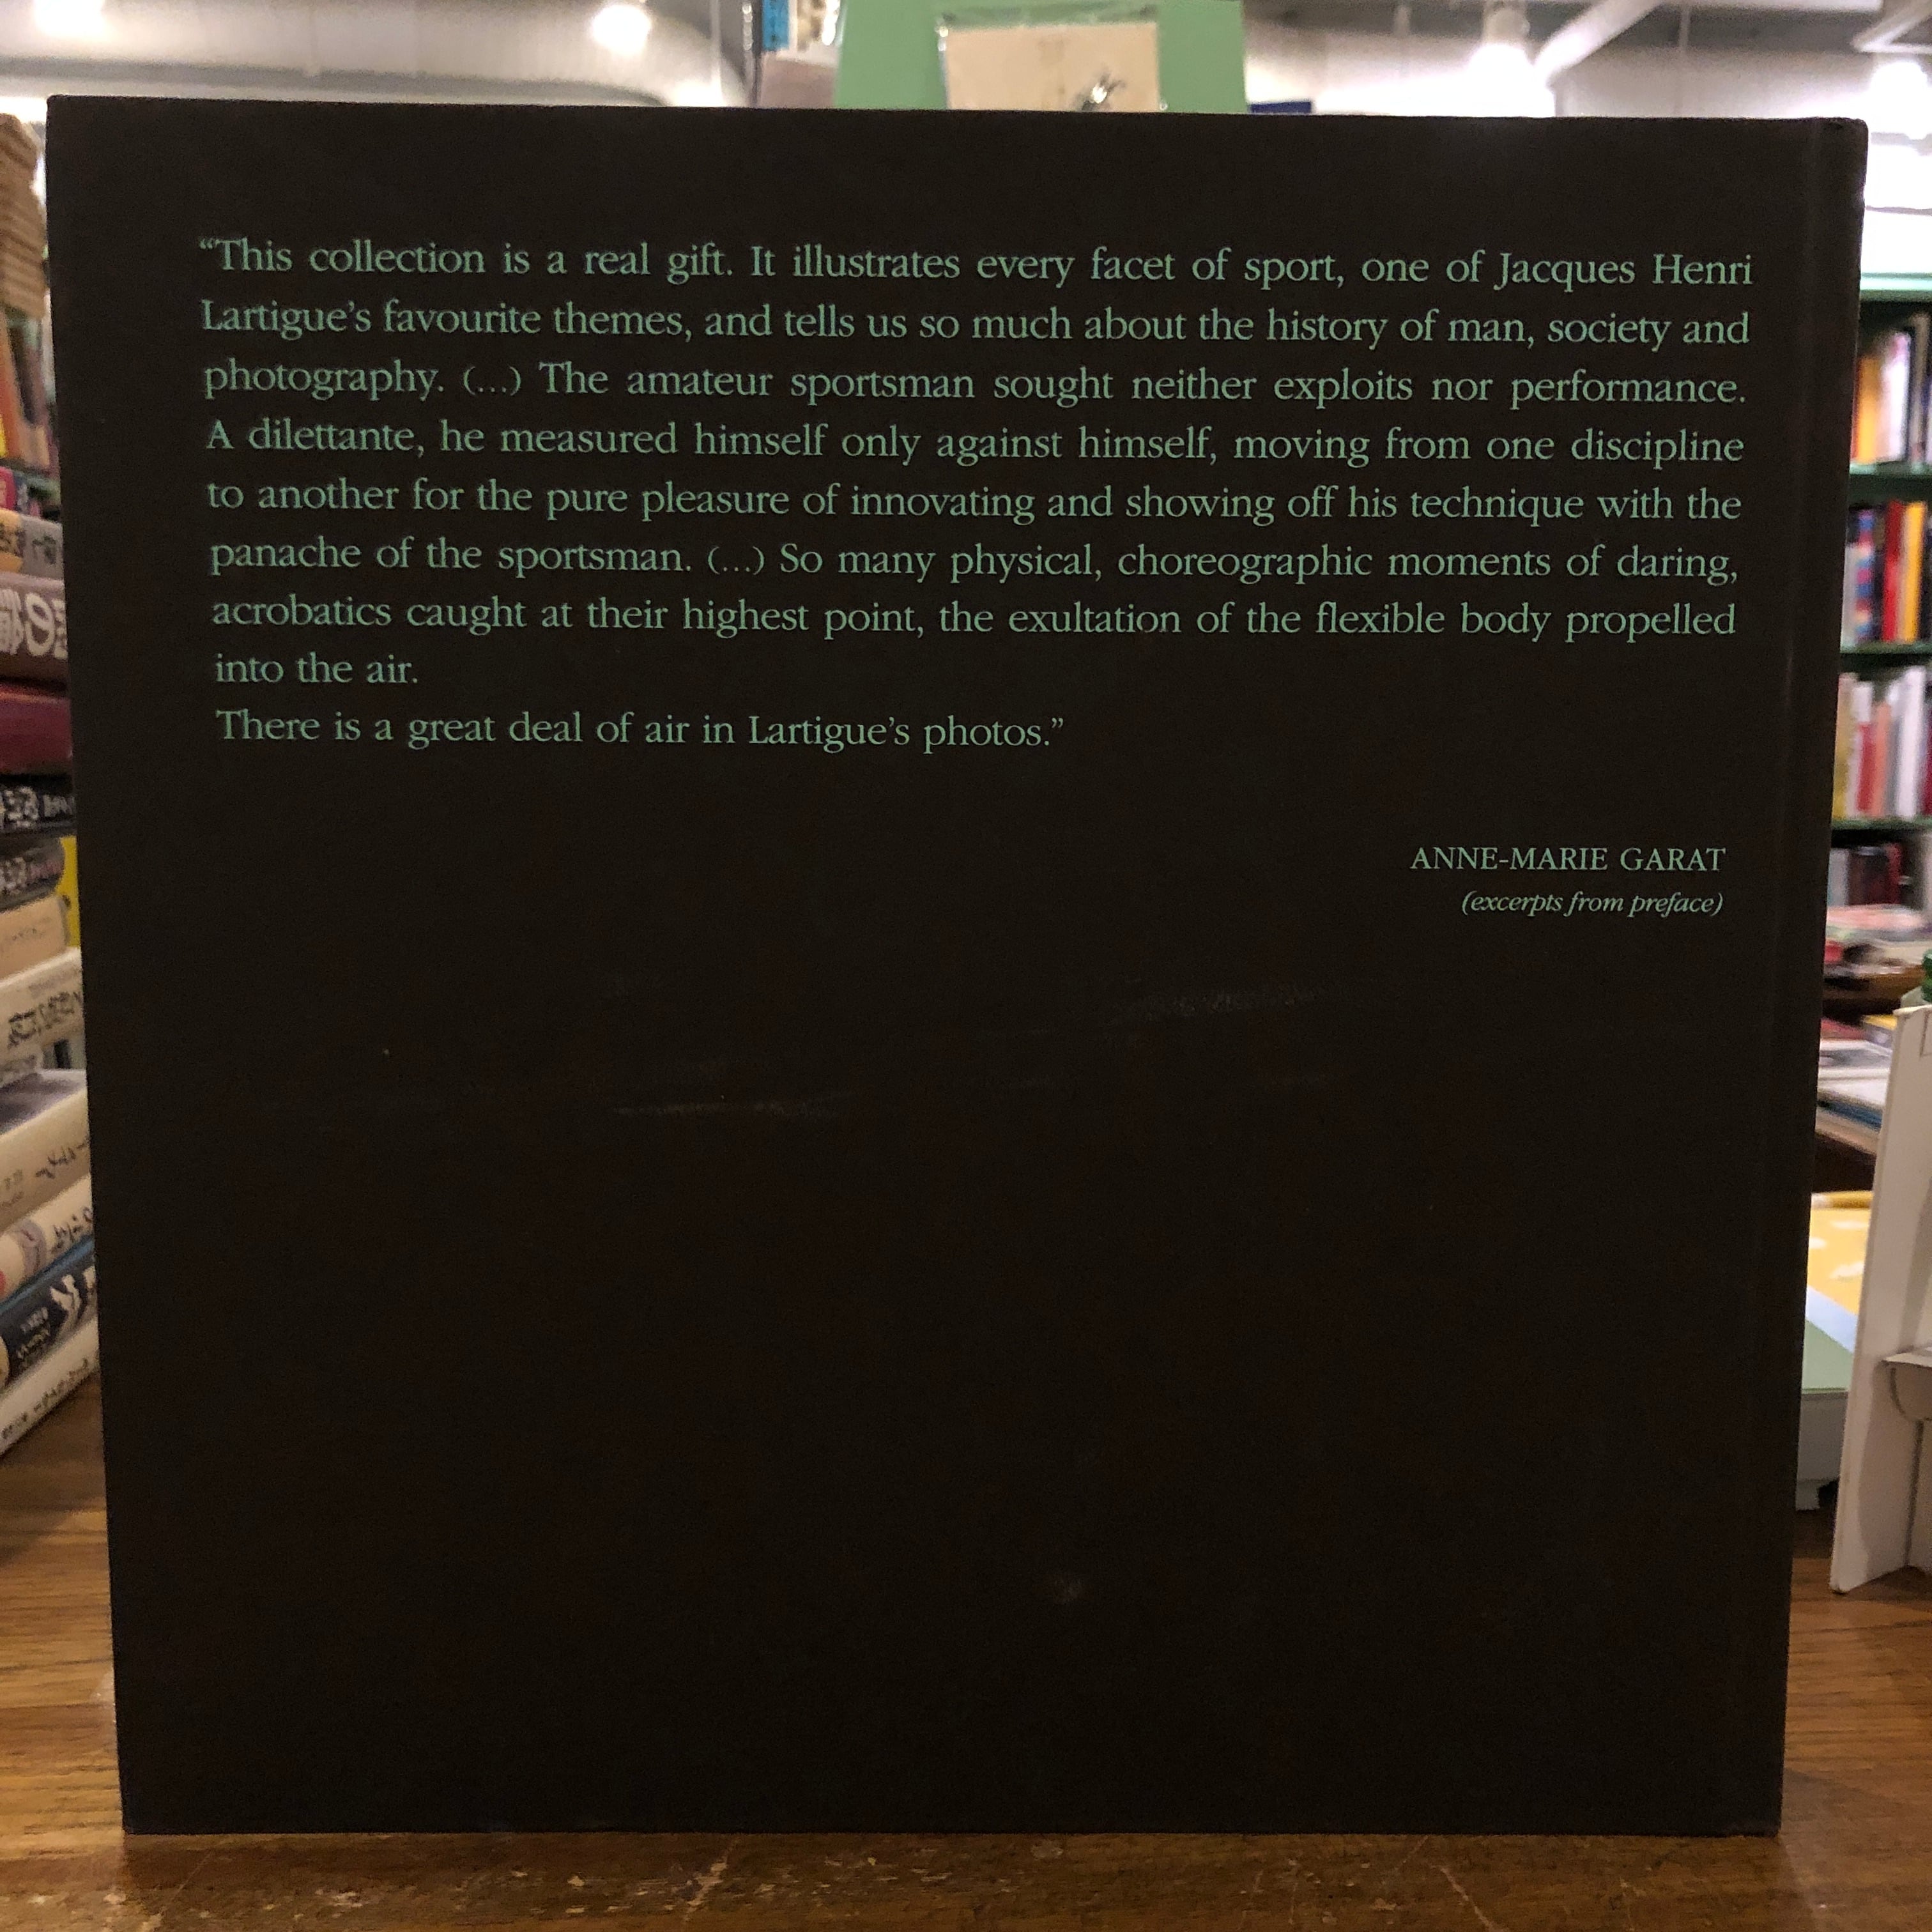 “This collection is a real gift. It illustrates every facet of sport, one of Jacques Henri
Lartigue’s favourite themes, and tells us so much about the history of man, society and
photography. (...) The amateur sportsman sought neither exploits nor performance.
A dilettante, he measured himself only against himself, moving from one discipline
to another for the pure pleasure of innovating and showing off his technique with the
panache of the sportsman. (...) So many physical, choreographic moments of daring,
acrobatics caught at their highest point, the exultation of the flexible body propelled
into the air.
There is a great deal of air in Lartigue’s photos.”
ANNE-MARIE GARAT
(excerpts from preface)